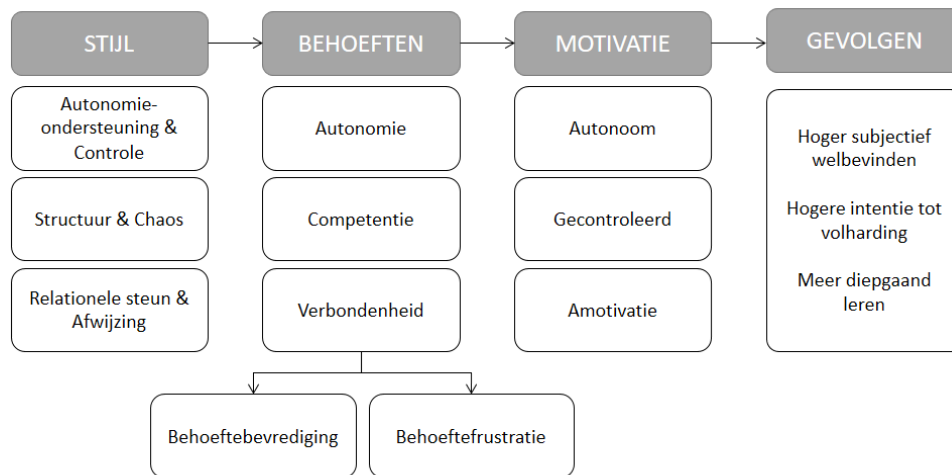 STIJL
BEHOEFTEN
MOTIVATIE
GEVOLGEN
Autonomie-
ondersteuning &
Controle
Autonomie
Autonoom
Structuur & Chaos
Competentie
Gecontroleerd
Relationele steun &
Afwijzing
Verbondenheid
Amotivatie
Hoger subjectief
welbevinden
Hogere intentie tot
volharding
Meer diepgaand
leren
Behoeftebevrediging
Behoeftefrustratie